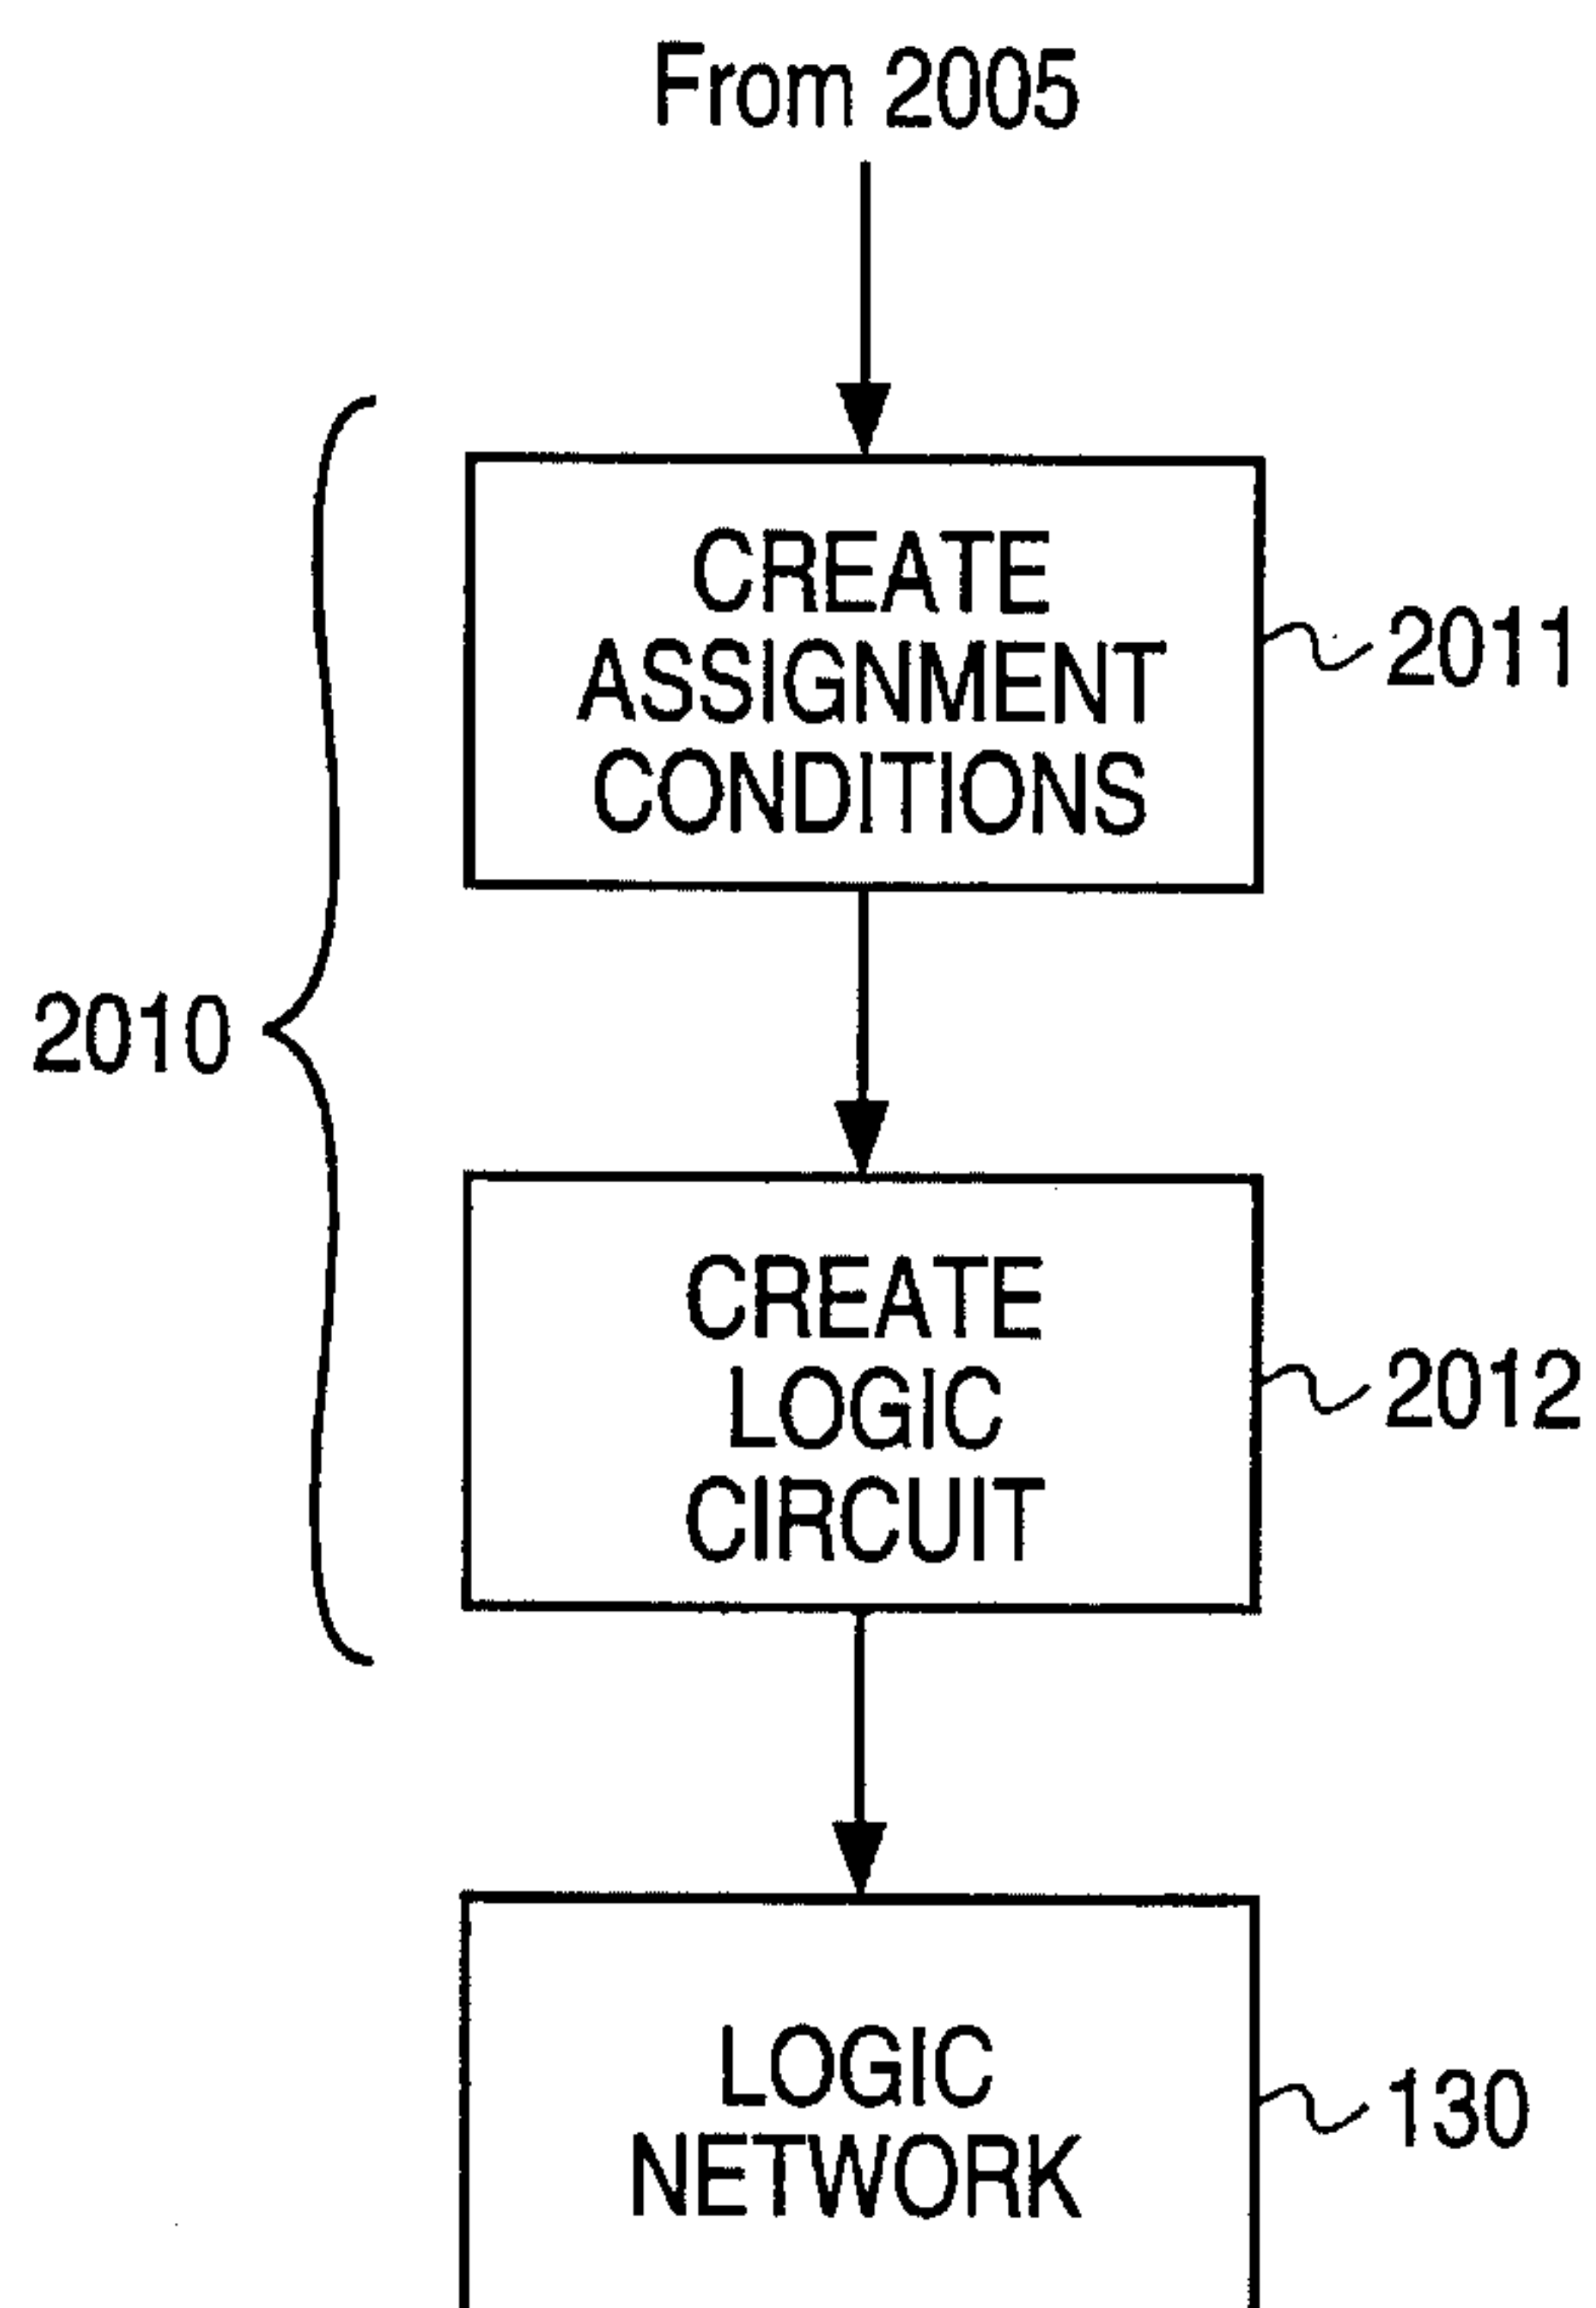 From 2005
CREATE
ASSIGNMENT
CONDITIONS
2011
2010
CREATE
LOGIC
CIRCUIT
2012
LOGIC
NETWORK
130